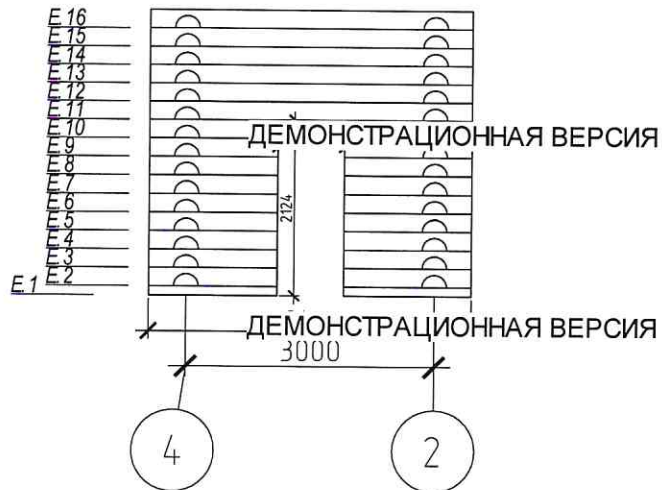 E.16
E.15
E.14
E.13
E.12
E.11
E.10
E.9
E.8
E.7
E.6
E.5
E.4
E.3
E.2
E.1
ДЕМОНСТРАЦИОННАЯ ВЕРСИЯ
2124
ДЕМОНСТРАЦИОННАЯ ВЕРСИЯ
3000
4
2